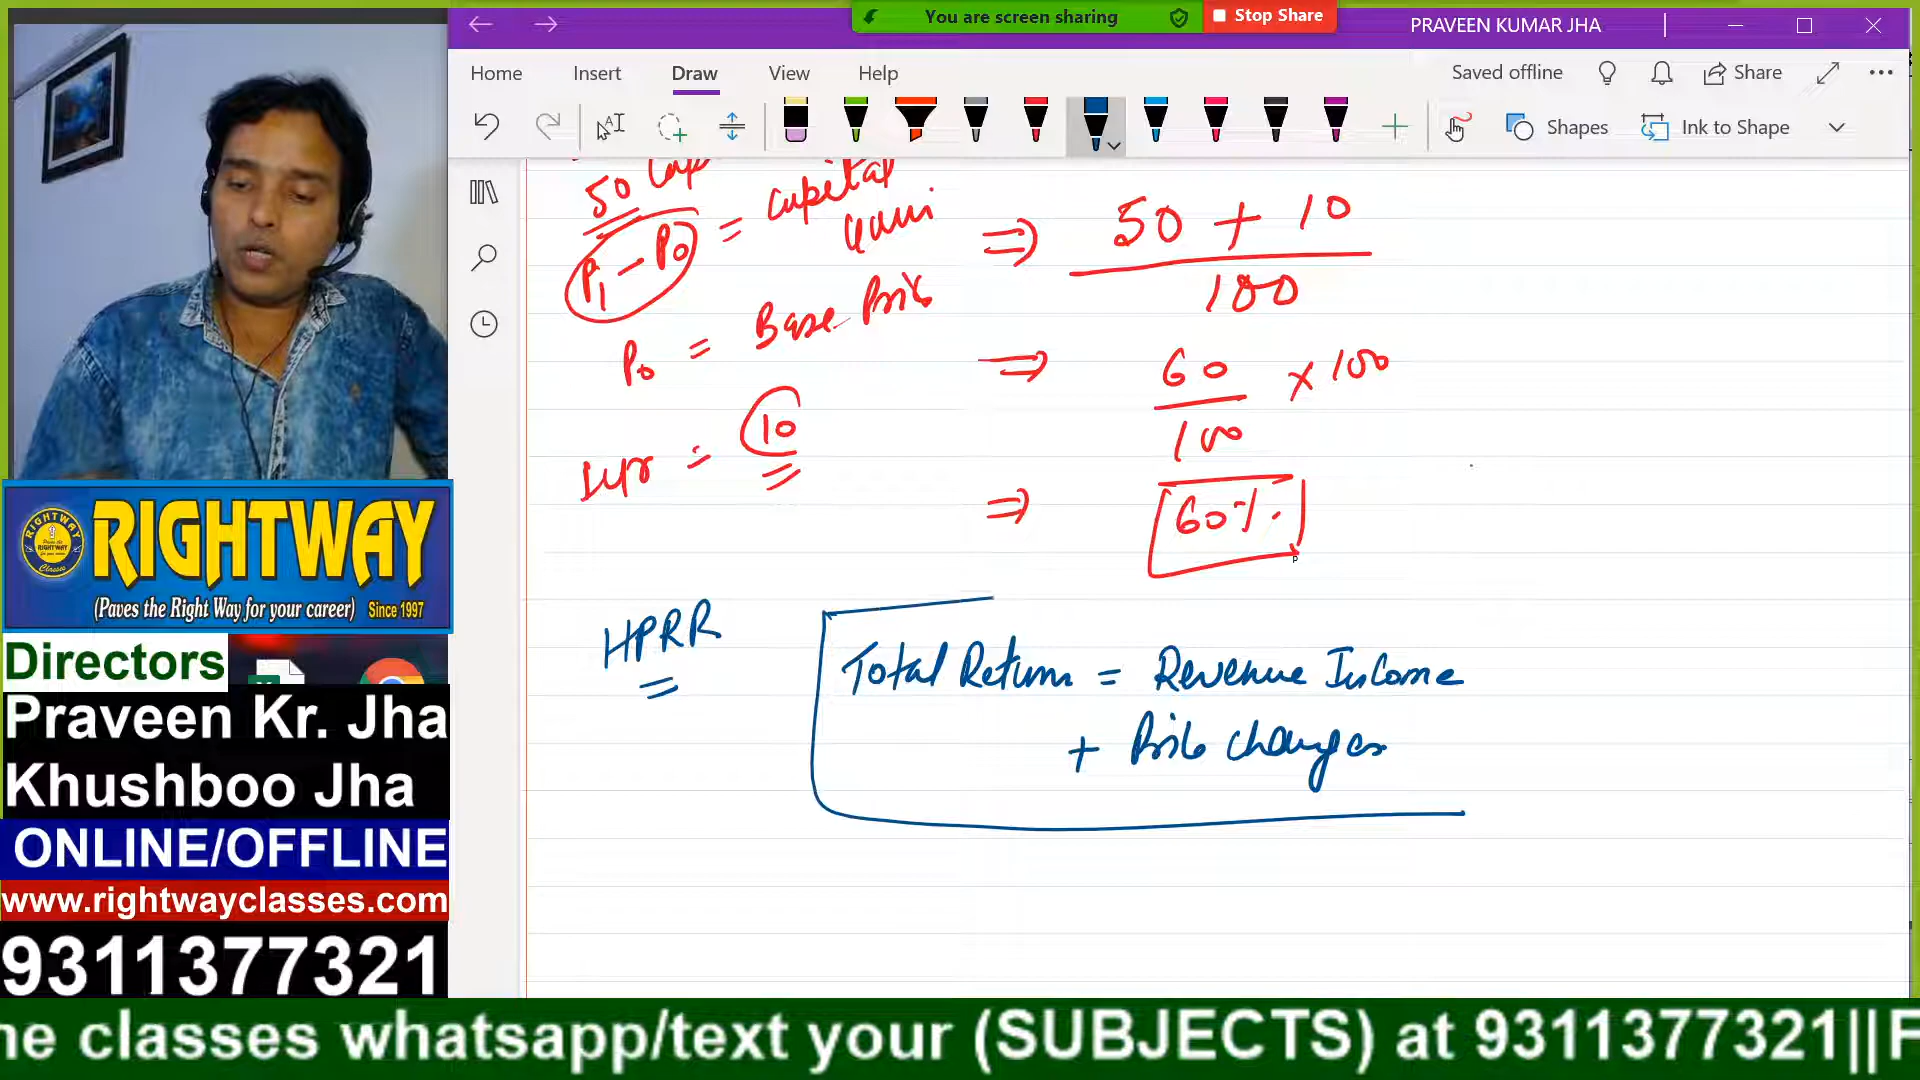 You are screen sharing
Stop Share
PRAVEEN KUMAR JHA
Home Insert Draw View Help
Saved offline
Share
Shapes
Ink to Shape
50
P1 - P0 = Capital
⇒ 50 + 10
100
P0 = Base
⇒ 60 × 100
100
= 10
⇒ 60%
HPRR
Total Return = Revenue Income
+ changes
RIGHTWAY
RIGHTWAY
Classes
(Paves the Right Way for your career) Since 1997
Directors
Praveen Kr. Jha
Khushboo Jha
ONLINE/OFFLINE
www.rightwayclasses.com
9311377321
ne classes whatsapp/text your (SUBJECTS) at 9311377321||F